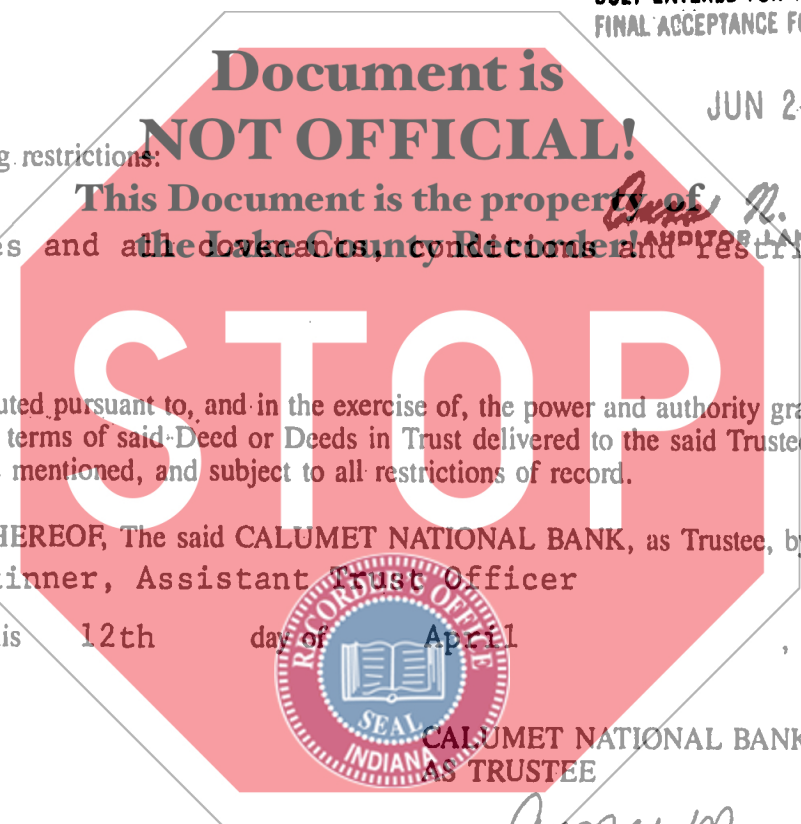 FINAL ACCEPTANCE FO
Document is
JUN 2
NOT OFFICIAL!
g restrictions:
This Document is the property of
N.
the Lake County Recorder!
AUDITOR LA
s and all covenants, conditions and restri
STOP
uted pursuant to, and in the exercise of, the power and authority gra
terms of said Deed or Deeds in Trust delivered to the said Trustee
mentioned, and subject to all restrictions of record.
HEREOF, The said CALUMET NATIONAL BANK, as Trustee, by
inner, Assistant Trust Officer
is 12th day of April ,
RECORDER'S OFFICE
SEAL
INDIANA
CALUMET NATIONAL BANK
AS TRUSTEE